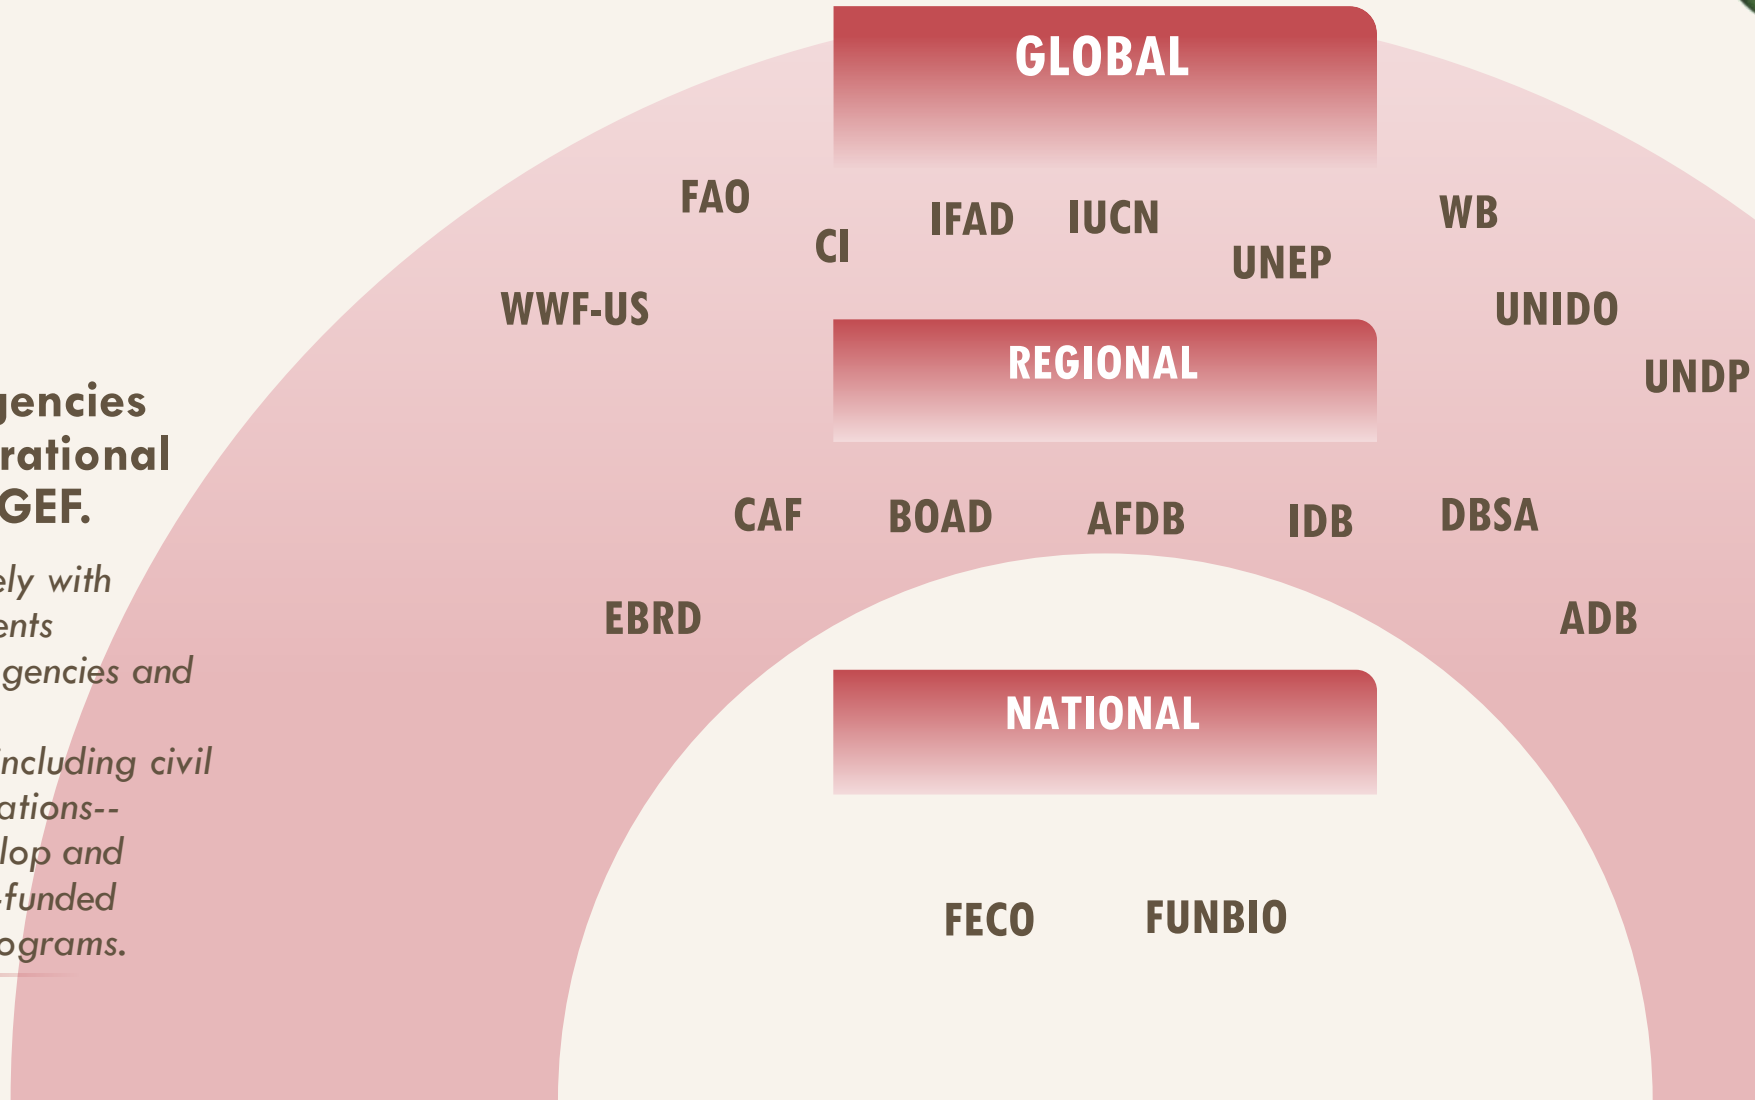 GLOBAL
FAO
CI
IFAD
IUCN
UNEP
WB
WWF-US
UNIDO
UNDP
REGIONAL
CAF
BOAD
AFDB
IDB
DBSA
EBRD
ADB
NATIONAL
FECO
FUNBIO
gencies
rational
GEF.
ely with
ents
gencies and
including civil
ations--
lop and
-funded
ograms.